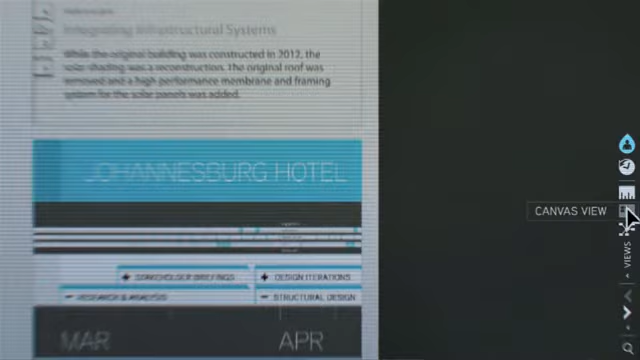 Integrating Infrastructural Systems
While the original building was constructed in 2012, the
solar shading was a reconstruction. The original roof was
removed and a high performance membrane and framing
system for the solar panels was added.
JOHANNESBURG HOTEL
CANVAS VIEW
VIEWS
+ STAKEHOLDER BRIEFINGS
+ DESIGN ITERATIONS
− RESEARCH & ANALYSIS
− STRUCTURAL DESIGN
MAR
APR